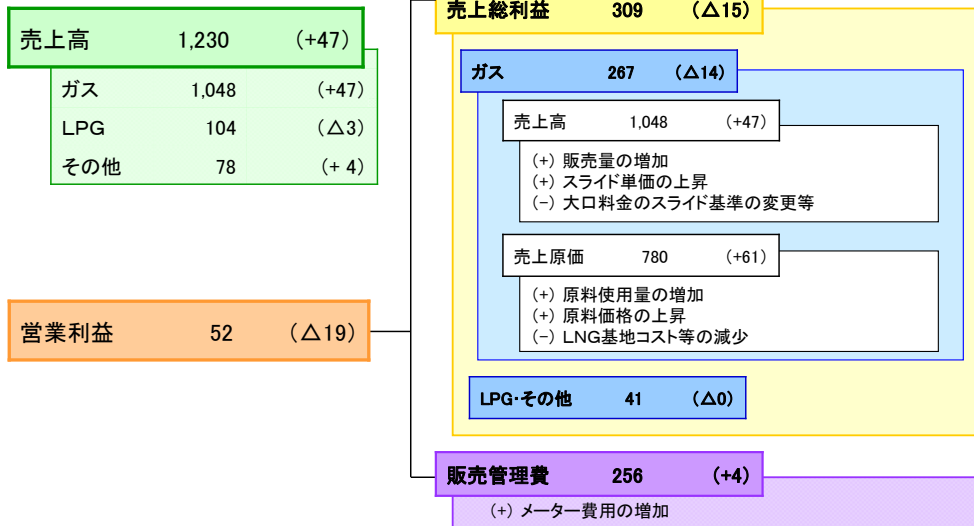 売上高 1,230 (+47)
ガス 1,048 (+47)
LPG 104 (△3)
その他 78 (+ 4)
営業利益 52 (△19)
売上総利益 309 (△15)
ガス 267 (△14)
売上高 1,048 (+47)
(+) 販売量の増加
(+) スライド単価の上昇
(-) 大口料金のスライド基準の変更等
売上原価 780 (+61)
(+) 原料使用量の増加
(+) 原料価格の上昇
(-) LNG基地コスト等の減少
LPG・その他 41 (△0)
販売管理費 256 (+4)
(+) メーター費用の増加